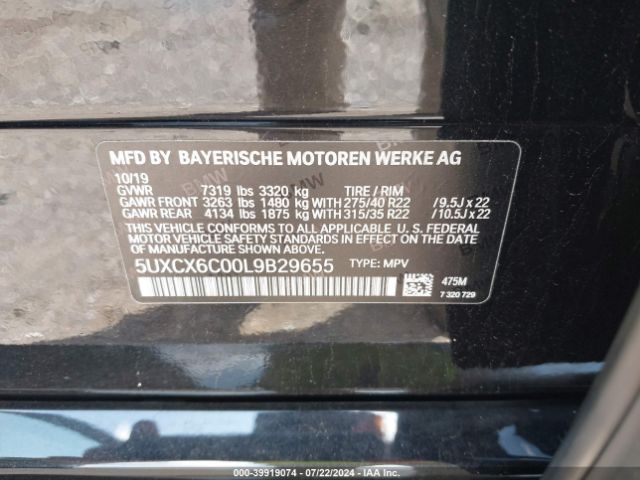 MFD BY BAYERISCHE MOTOREN WERKE AG
10/19
GVWR 7319 lbs 3320 kg TIRE / RIM
GAWR FRONT 3263 lbs 1480 kg WITH 275/40 R22 /9.5J x 22
GAWR REAR 4134 lbs 1875 kg WITH 315/35 R22 /10.5J x 22
THIS VEHICLE CONFORMS TO ALL APPLICABLE U. S. FEDERAL
MOTOR VEHICLE SAFETY STANDARDS IN EFFECT ON THE
DATE OF MANUFACTURE SHOWN ABOVE.
5UXCX6C00L9B29655 TYPE: MPV
475M
7 320 729
000-39919074 / 07/22/2024 / IAA Inc.